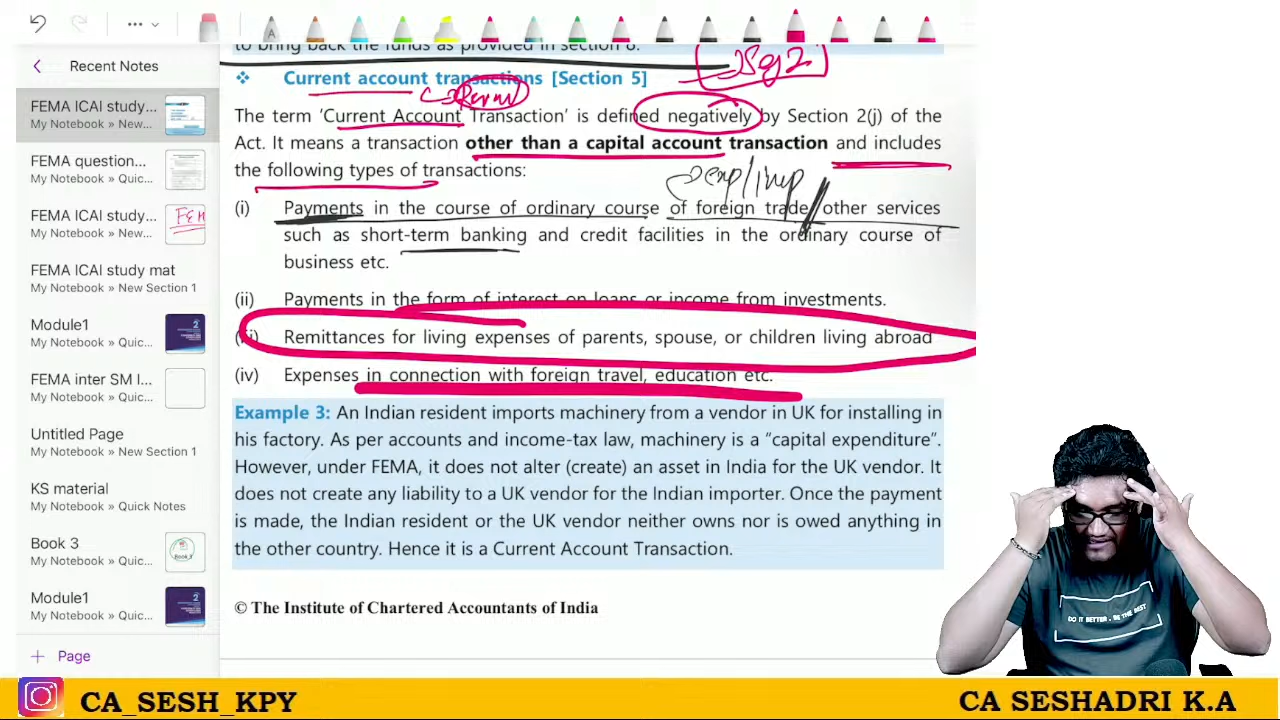 Recent Notes
FEMA ICAI study...
My Notebook » New...
FEMA question...
My Notebook » Quic...
FEMA ICAI study...
My Notebook » New...
FEMA ICAI study mat
My Notebook » New Section 1
Module1
My Notebook » Quic...
FEMA inter SM I...
My Notebook » Quic...
Untitled Page
My Notebook » New Section 1
KS material
My Notebook » Quick Notes
Book 3
My Notebook » Quic...
Module1
My Notebook » Quic...
Page
to bring back the funds as provided in section 8.
❖ Current account transactions [Section 5]
The term ‘Current Account Transaction’ is defined negatively by Section 2(j) of the
Act. It means a transaction other than a capital account transaction and includes
the following types of transactions:
exp/imp
(i) Payments in the course of ordinary course of foreign trade, other services
such as short-term banking and credit facilities in the ordinary course of
business etc.
(ii) Payments in the form of interest on loans or income from investments.
(iii) Remittances for living expenses of parents, spouse, or children living abroad
(iv) Expenses in connection with foreign travel, education etc.
Example 3: An Indian resident imports machinery from a vendor in UK for installing in
his factory. As per accounts and income-tax law, machinery is a “capital expenditure”.
However, under FEMA, it does not alter (create) an asset in India for the UK vendor. It
does not create any liability to a UK vendor for the Indian importer. Once the payment
is made, the Indian resident or the UK vendor neither owns nor is owed anything in
the other country. Hence it is a Current Account Transaction.
© The Institute of Chartered Accountants of India
DO IT BETTER. BE THE BEST
CA_SESH_KPY
CA SESHADRI K.A